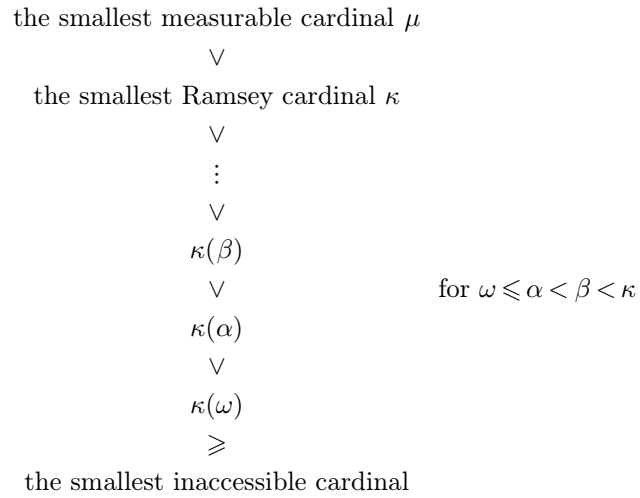 the smallest measurable cardinal μ
∨
the smallest Ramsey cardinal κ
∨
⋮
∨
κ(β)
∨ for ω ⩽ α < β < κ
κ(α)
∨
κ(ω)
⩾
the smallest inaccessible cardinal